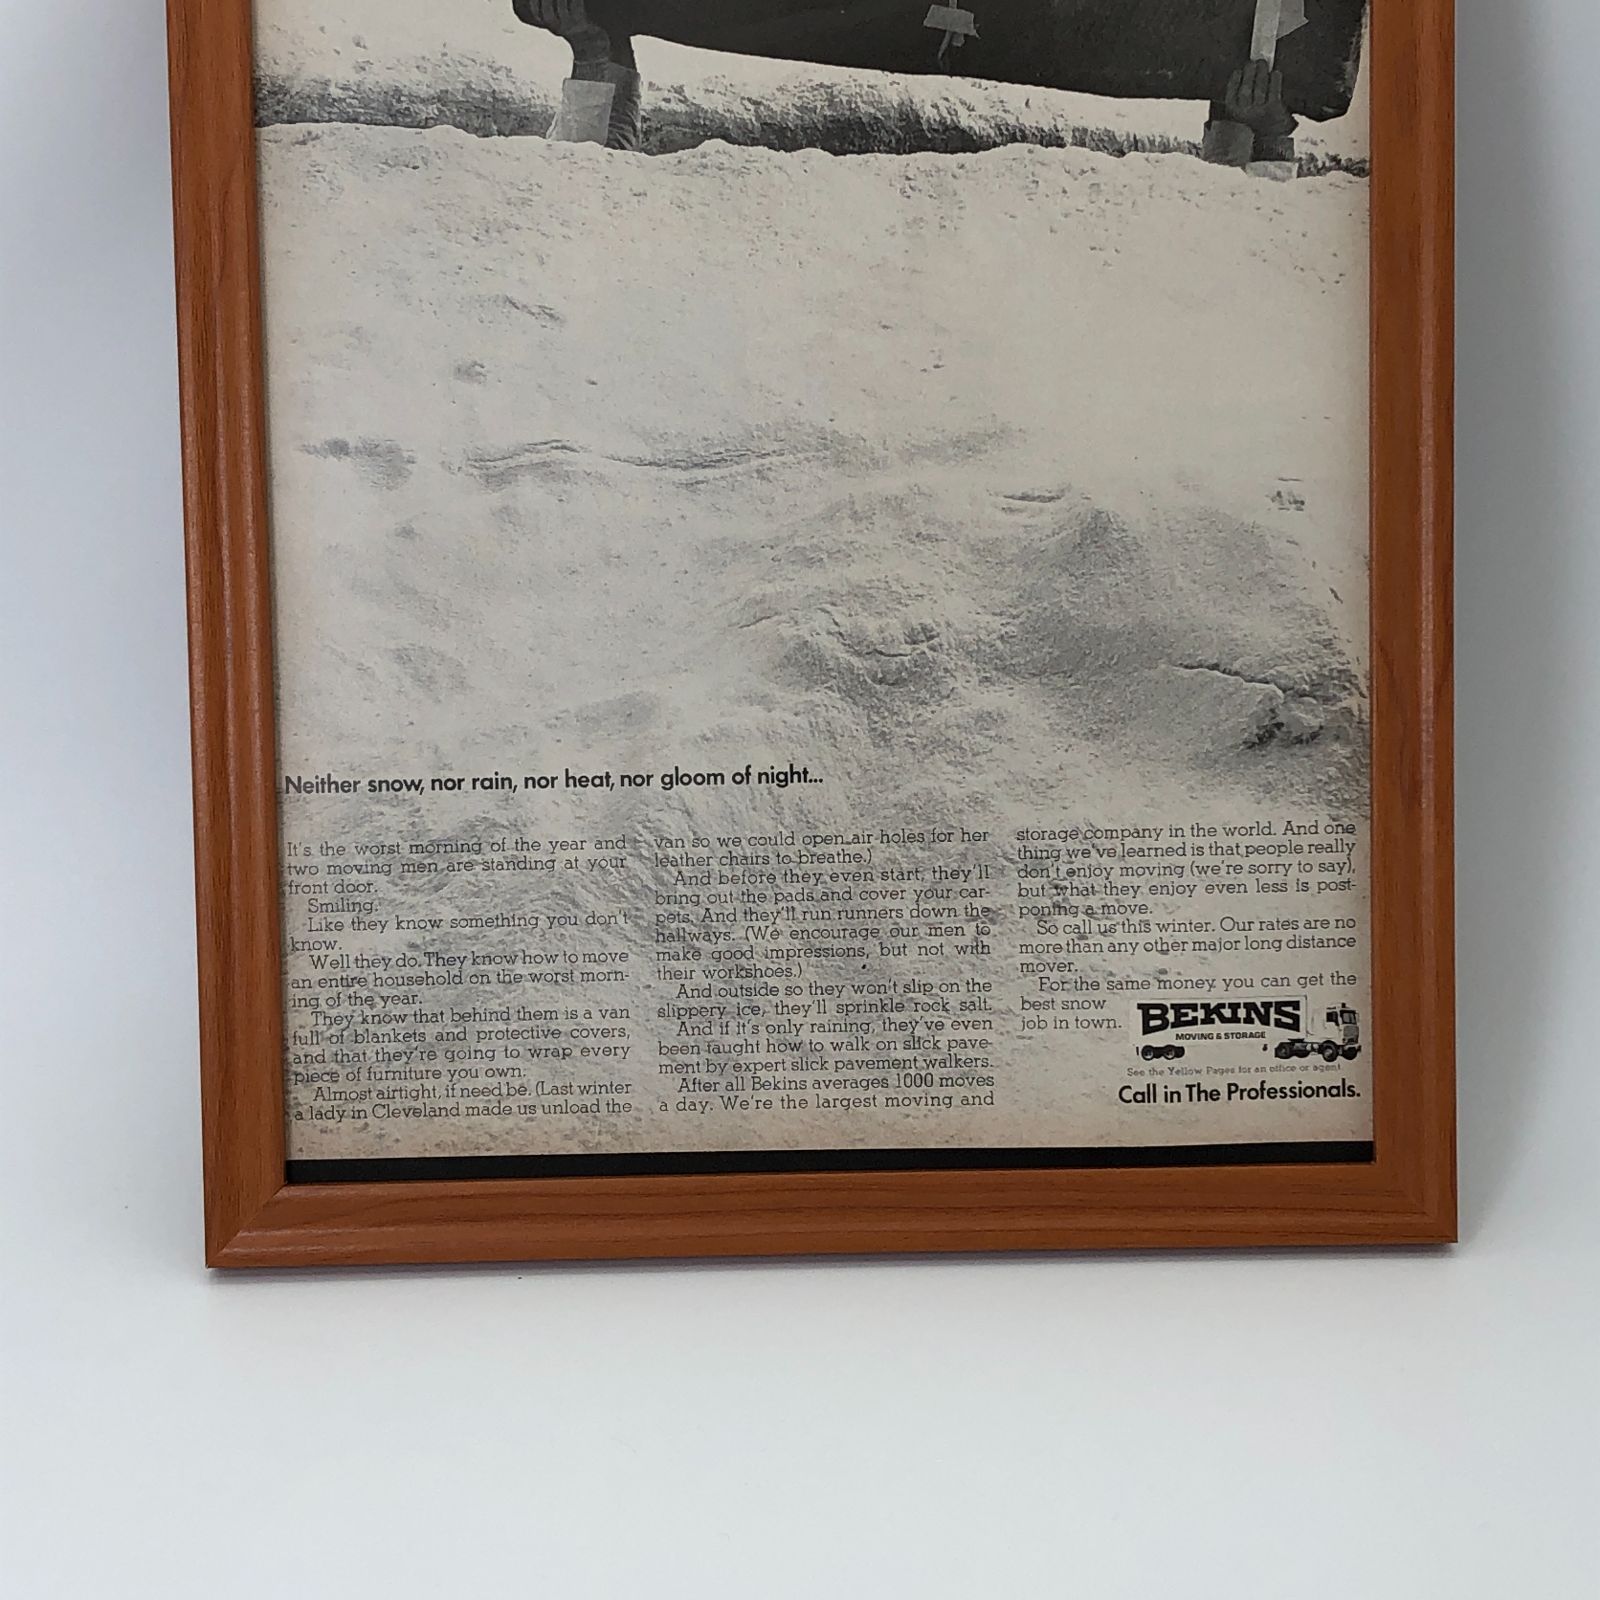 Neither snow, nor rain, nor heat, nor gloom of night...
It's the worst morning of the year and
two moving men are standing at your
front door.
Smiling.
Like they know something you don't
know.
Well they do. They know how to move
an entire household on the worst morn-
ing of the year.
They know that behind them is a van
full of blankets and protective covers,
and that they're going to wrap every
piece of furniture you own.
Almost airtight, if need be. (Last winter
a lady in Cleveland made us unload the
van so we could open air holes for her
leather chairs to breathe.)
And before they even start, they'll
bring out the pads and cover your car-
pets. And they'll run runners down the
hallways. (We encourage our men to
make good impressions, but not with
their workshoes.)
And outside so they won't slip on the
slippery ice, they'll sprinkle rock salt.
And if it's only raining, they've even
been taught how to walk on slick pave-
ment by expert slick pavement walkers.
After all Bekins averages 1000 moves
a day. We're the largest moving and
storage company in the world. And one
thing we've learned is that people really
don't enjoy moving (we're sorry to say),
but what they enjoy even less is post-
poning a move.
So call us this winter. Our rates are no
more than any other major long distance
mover.
For the same money you can get the
best snow
job in town.
BEKINS
MOVING & STORAGE
See the Yellow Pages for an office or agent.
Call in The Professionals.